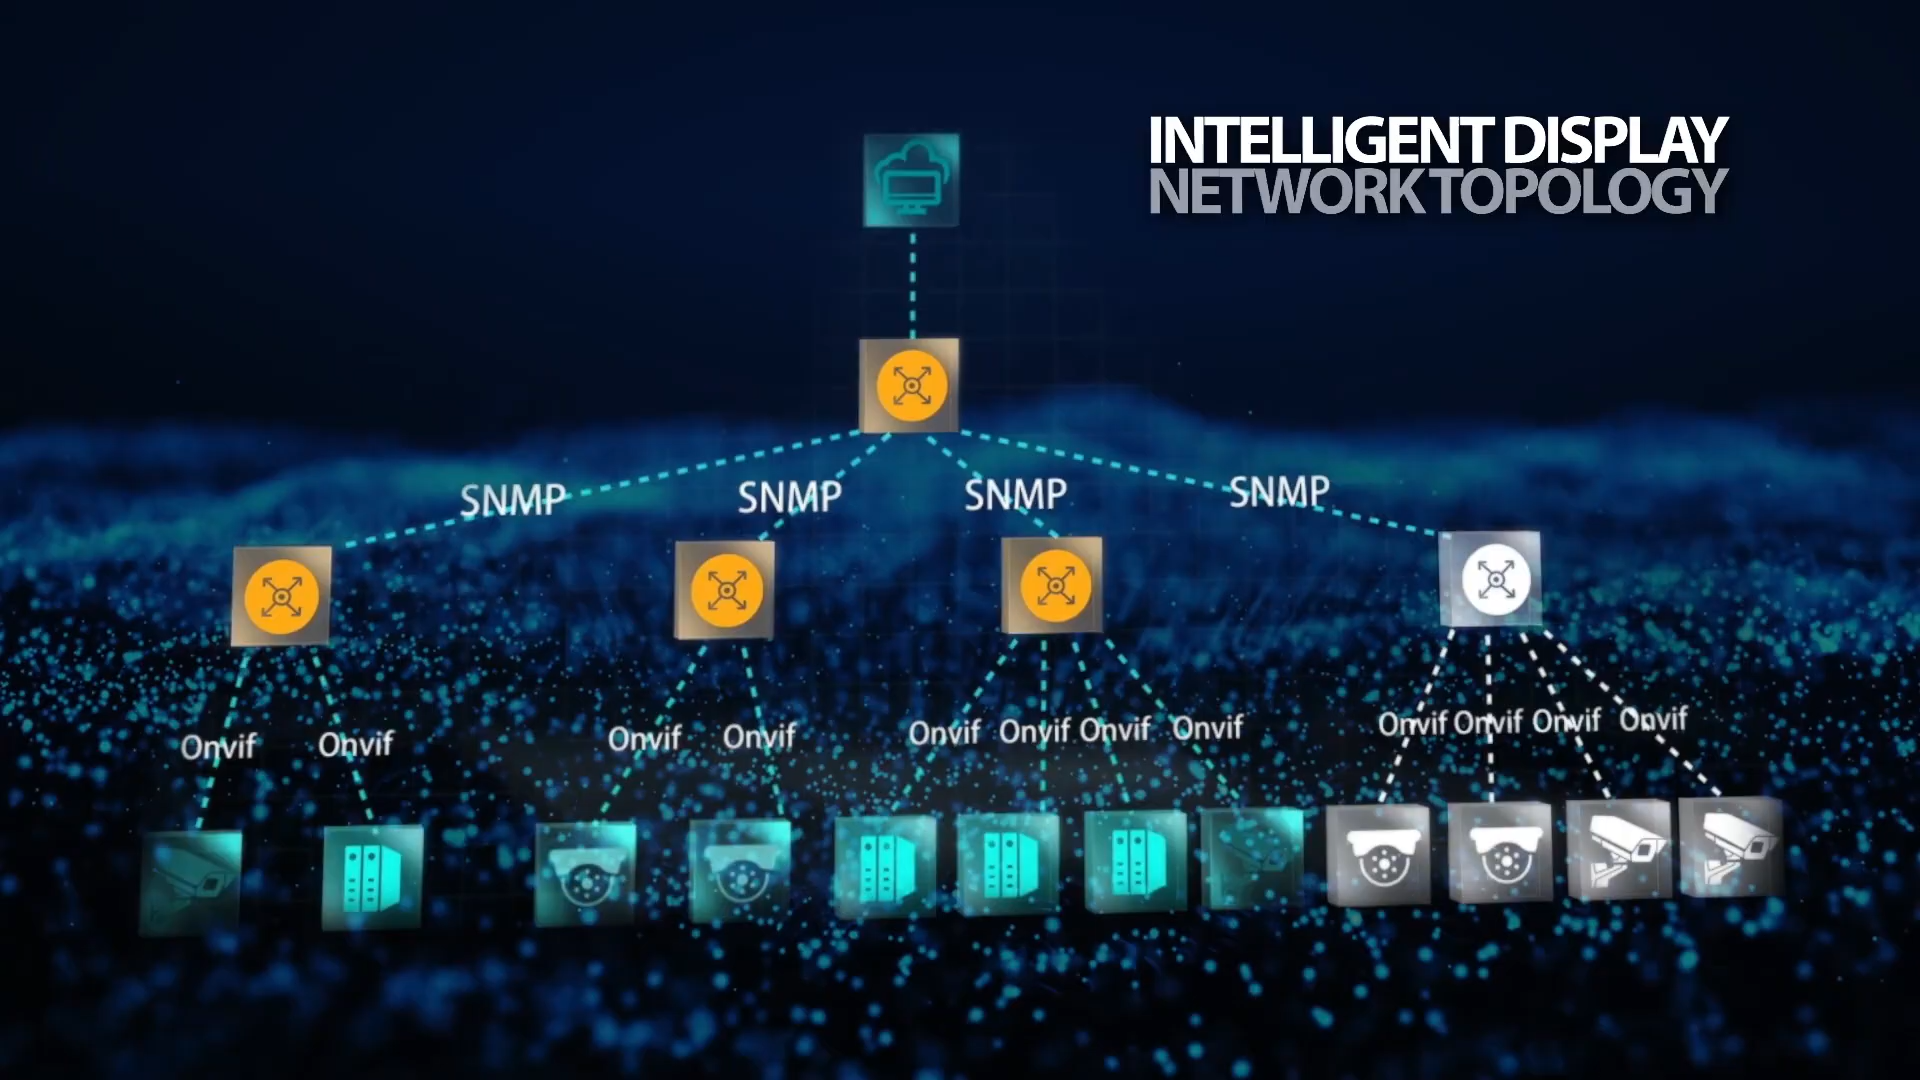 INTELLIGENT DISPLAY
NETWORK TOPOLOGY
SNMP SNMP SNMP SNMP
Onvif Onvif Onvif Onvif Onvif Onvif Onvif Onvif Onvif Onvif Onvif Onvif